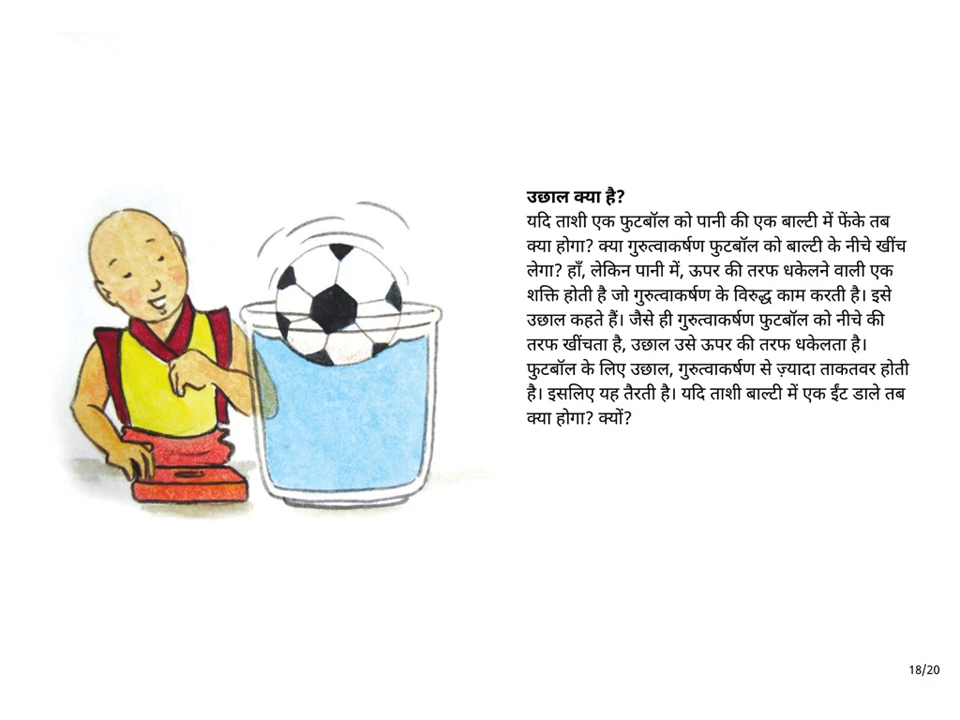 उछाल क्या है?
यदि ताशी एक फुटबॉल को पानी की एक बाल्टी में फेंके तब
क्या होगा? क्या गुरुत्वाकर्षण फुटबॉल को बाल्टी के नीचे खींच
लेगा? हाँ, लेकिन पानी में, ऊपर की तरफ धकेलने वाली एक
शक्ति होती है जो गुरुत्वाकर्षण के विरुद्ध काम करती है। इसे
उछाल कहते हैं। जैसे ही गुरुत्वाकर्षण फुटबॉल को नीचे की
तरफ खींचता है, उछाल उसे ऊपर की तरफ धकेलता है।
फुटबॉल के लिए उछाल, गुरुत्वाकर्षण से ज़्यादा ताकतवर होती
है। इसलिए यह तैरती है। यदि ताशी बाल्टी में एक ईंट डाले तब
क्या होगा? क्यों?
18/20